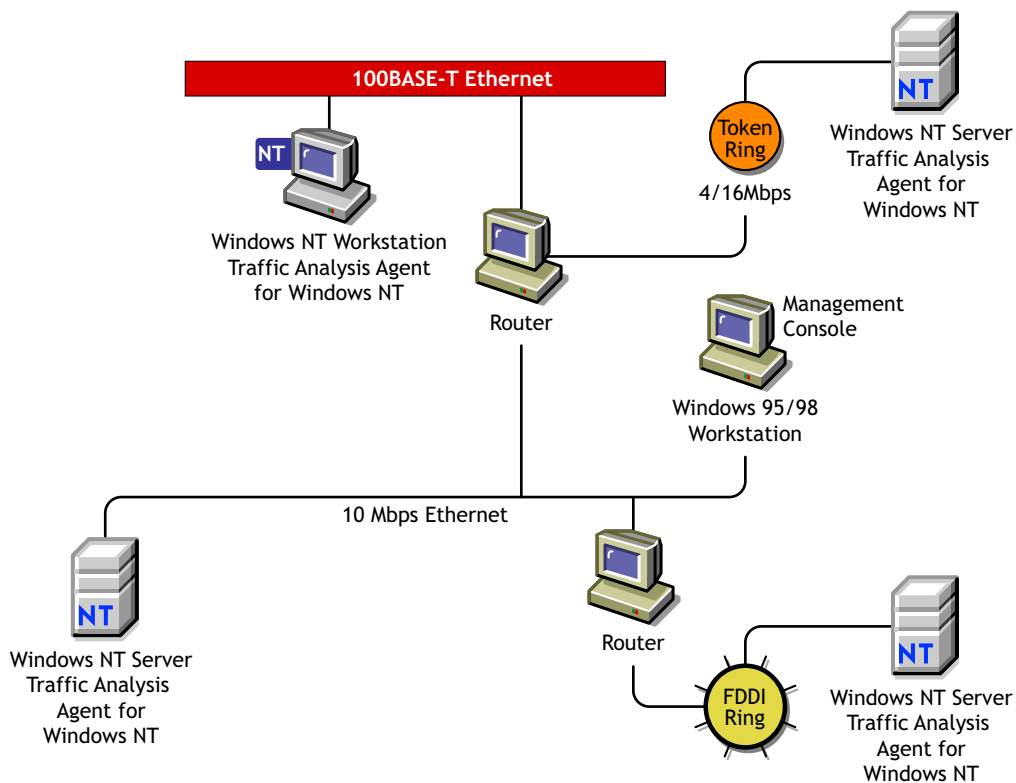 100BASE-T Ethernet
NT
Windows NT Workstation
Traffic Analysis Agent
for Windows NT
Router
Token
Ring
4/16Mbps
NT
Windows NT Server
Traffic Analysis
Agent for
Windows NT
Management
Console
Windows 95/98
Workstation
10 Mbps Ethernet
NT
Windows NT Server
Traffic Analysis
Agent for
Windows NT
Router
FDDI
Ring
NT
Windows NT Server
Traffic Analysis
Agent for
Windows NT